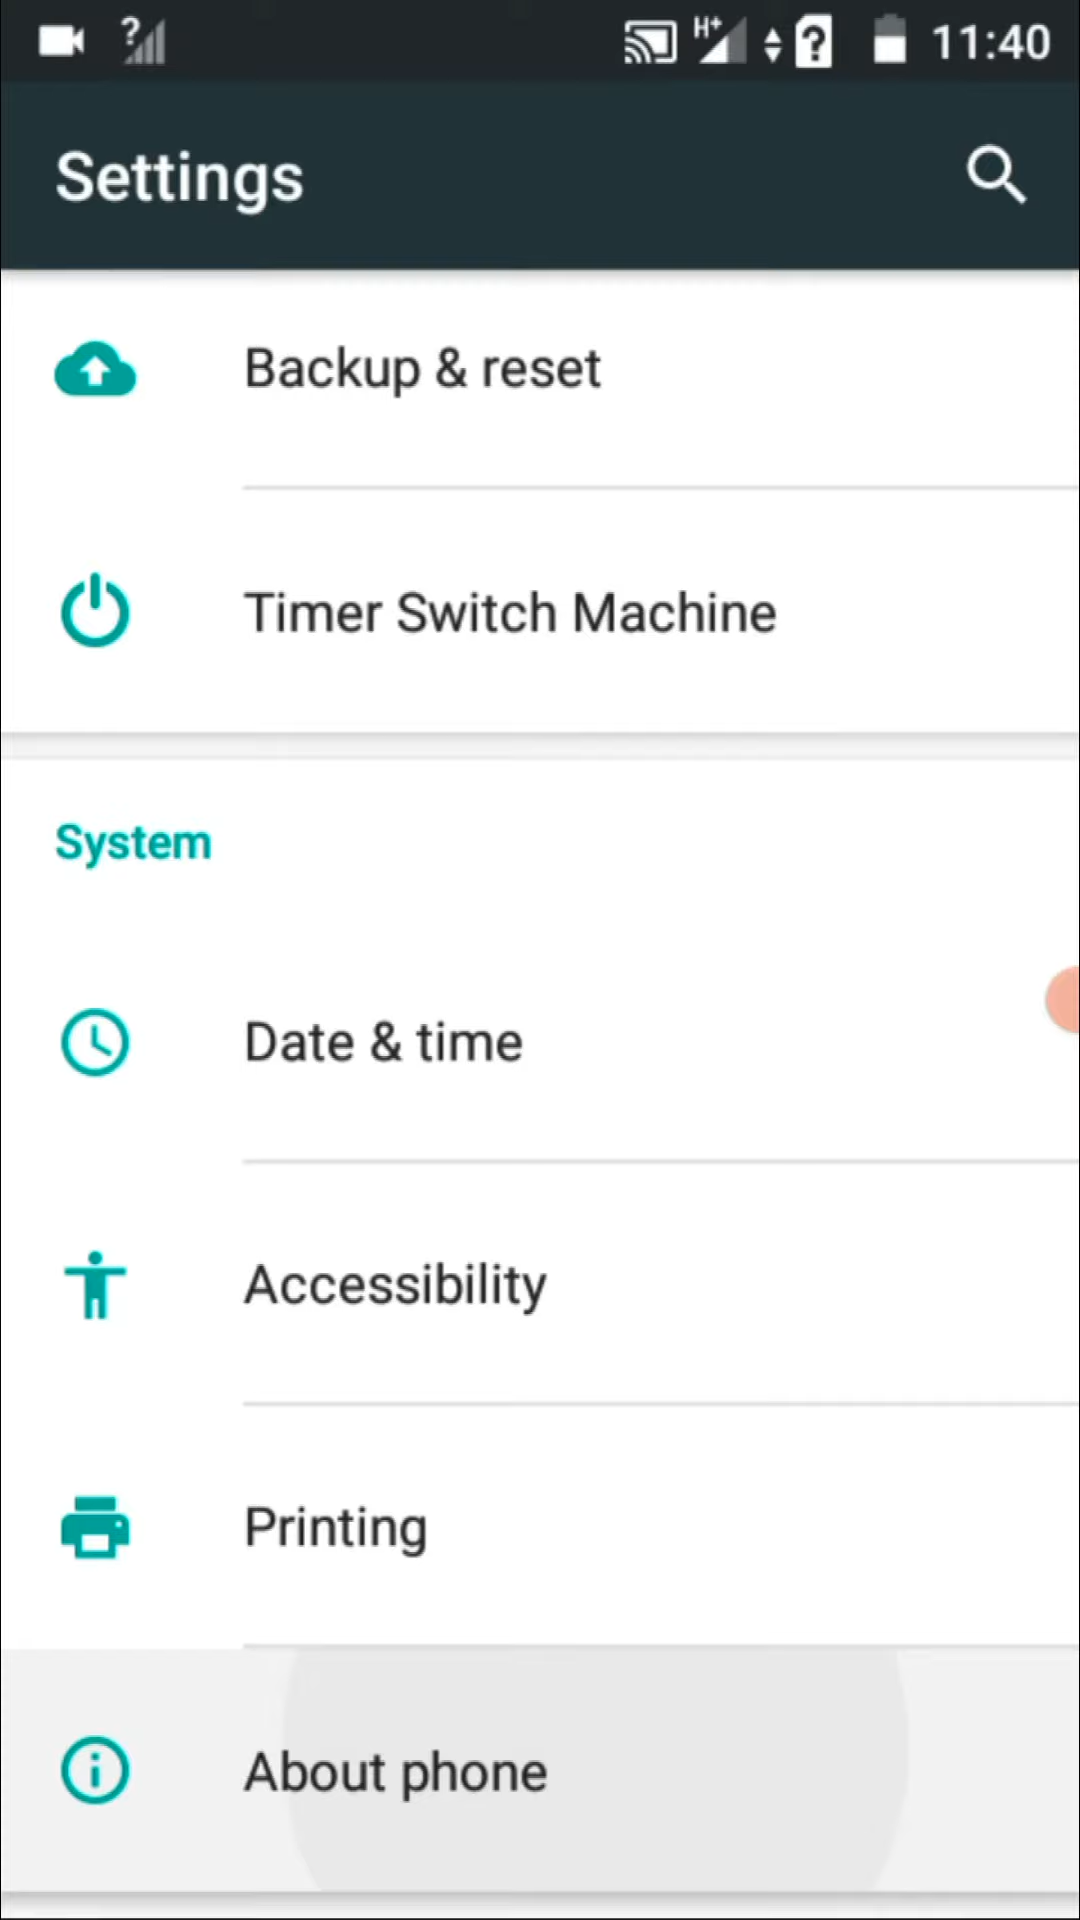 ? H+ ? 11:40
Settings
Backup & reset
Timer Switch Machine
System
Date & time
Accessibility
Printing
About phone